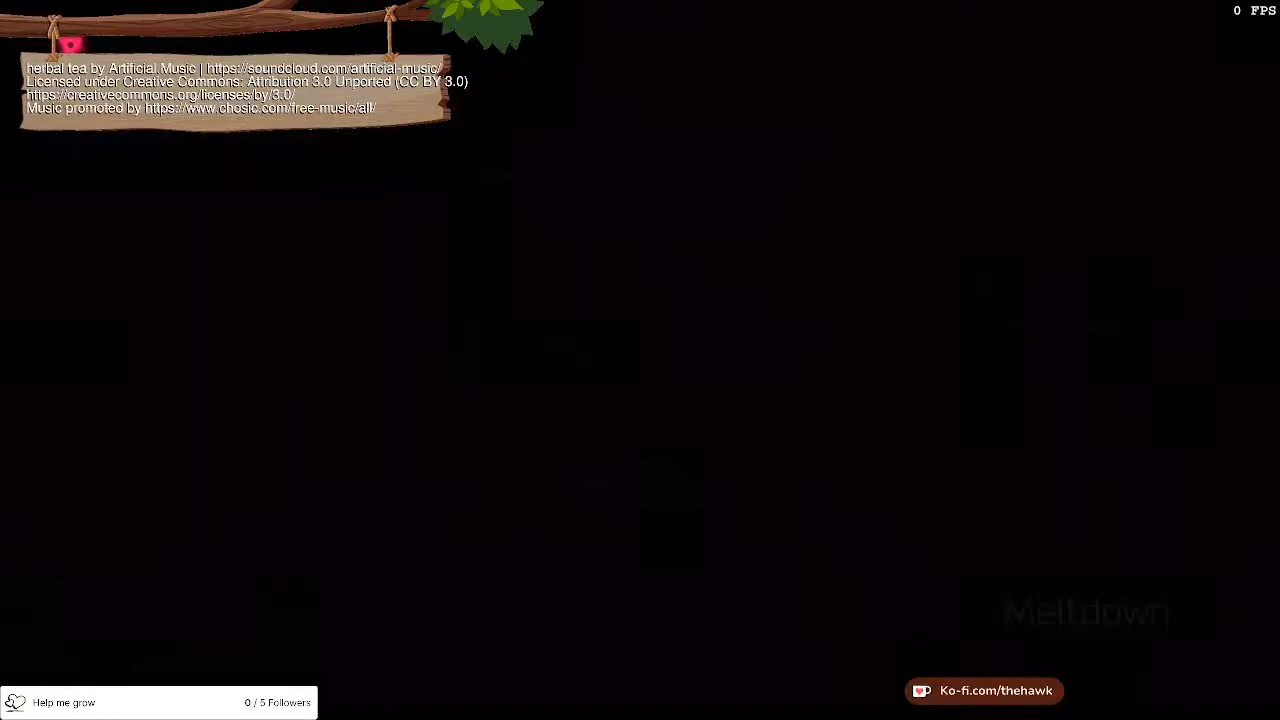 0 FPS
herbal tea by Artificial.Music | https://soundcloud.com/artificial-music/
Licensed under Creative Commons: Attribution 3.0 Unported (CC BY 3.0)
https://creativecommons.org/licenses/by/3.0/
Music promoted by https://www.chosic.com/free-music/all/
Meltdown
Ko-fi.com/thehawk
Help me grow 0 / 5 Followers